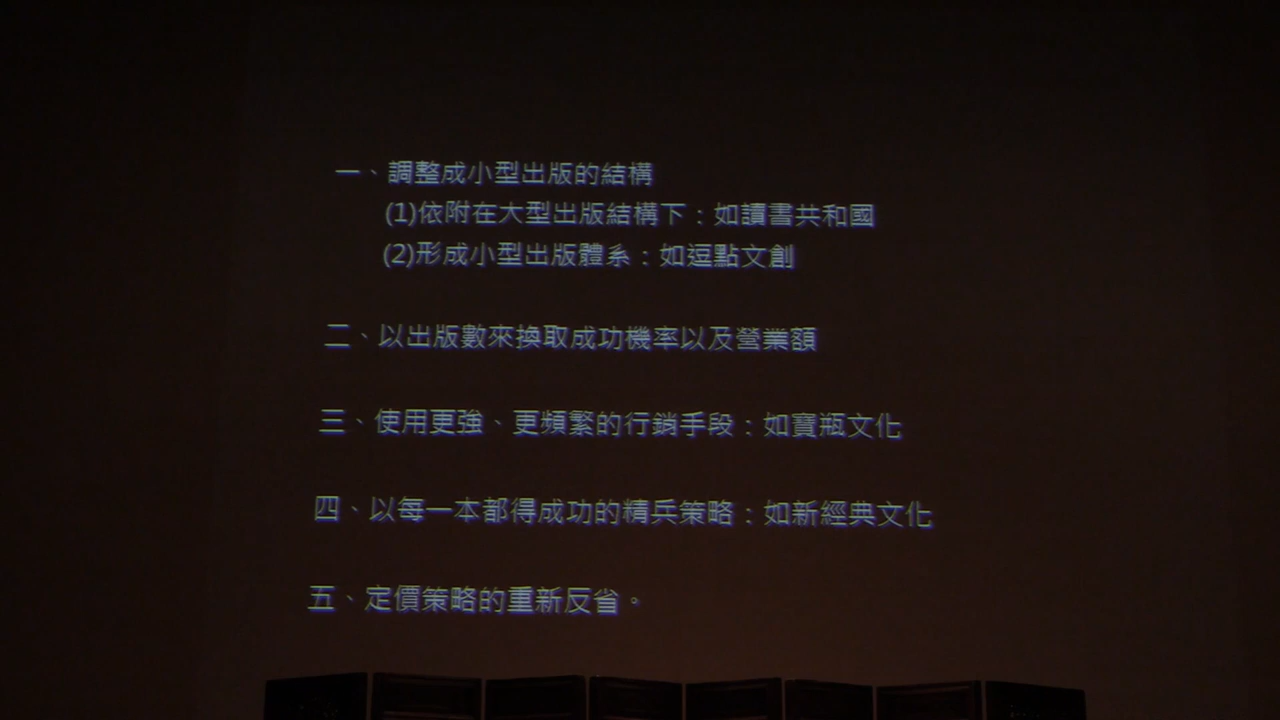 一、調整成小型出版的結構
(1)依附在大型出版結構下：如讀書共和國
(2)形成小型出版體系：如逗點文創
二、以出版數來換取成功機率以及營業額
三、使用更強、更頻繁的行銷手段：如寶瓶文化
四、以每一本都得成功的精兵策略：如新經典文化
五、定價策略的重新反省。